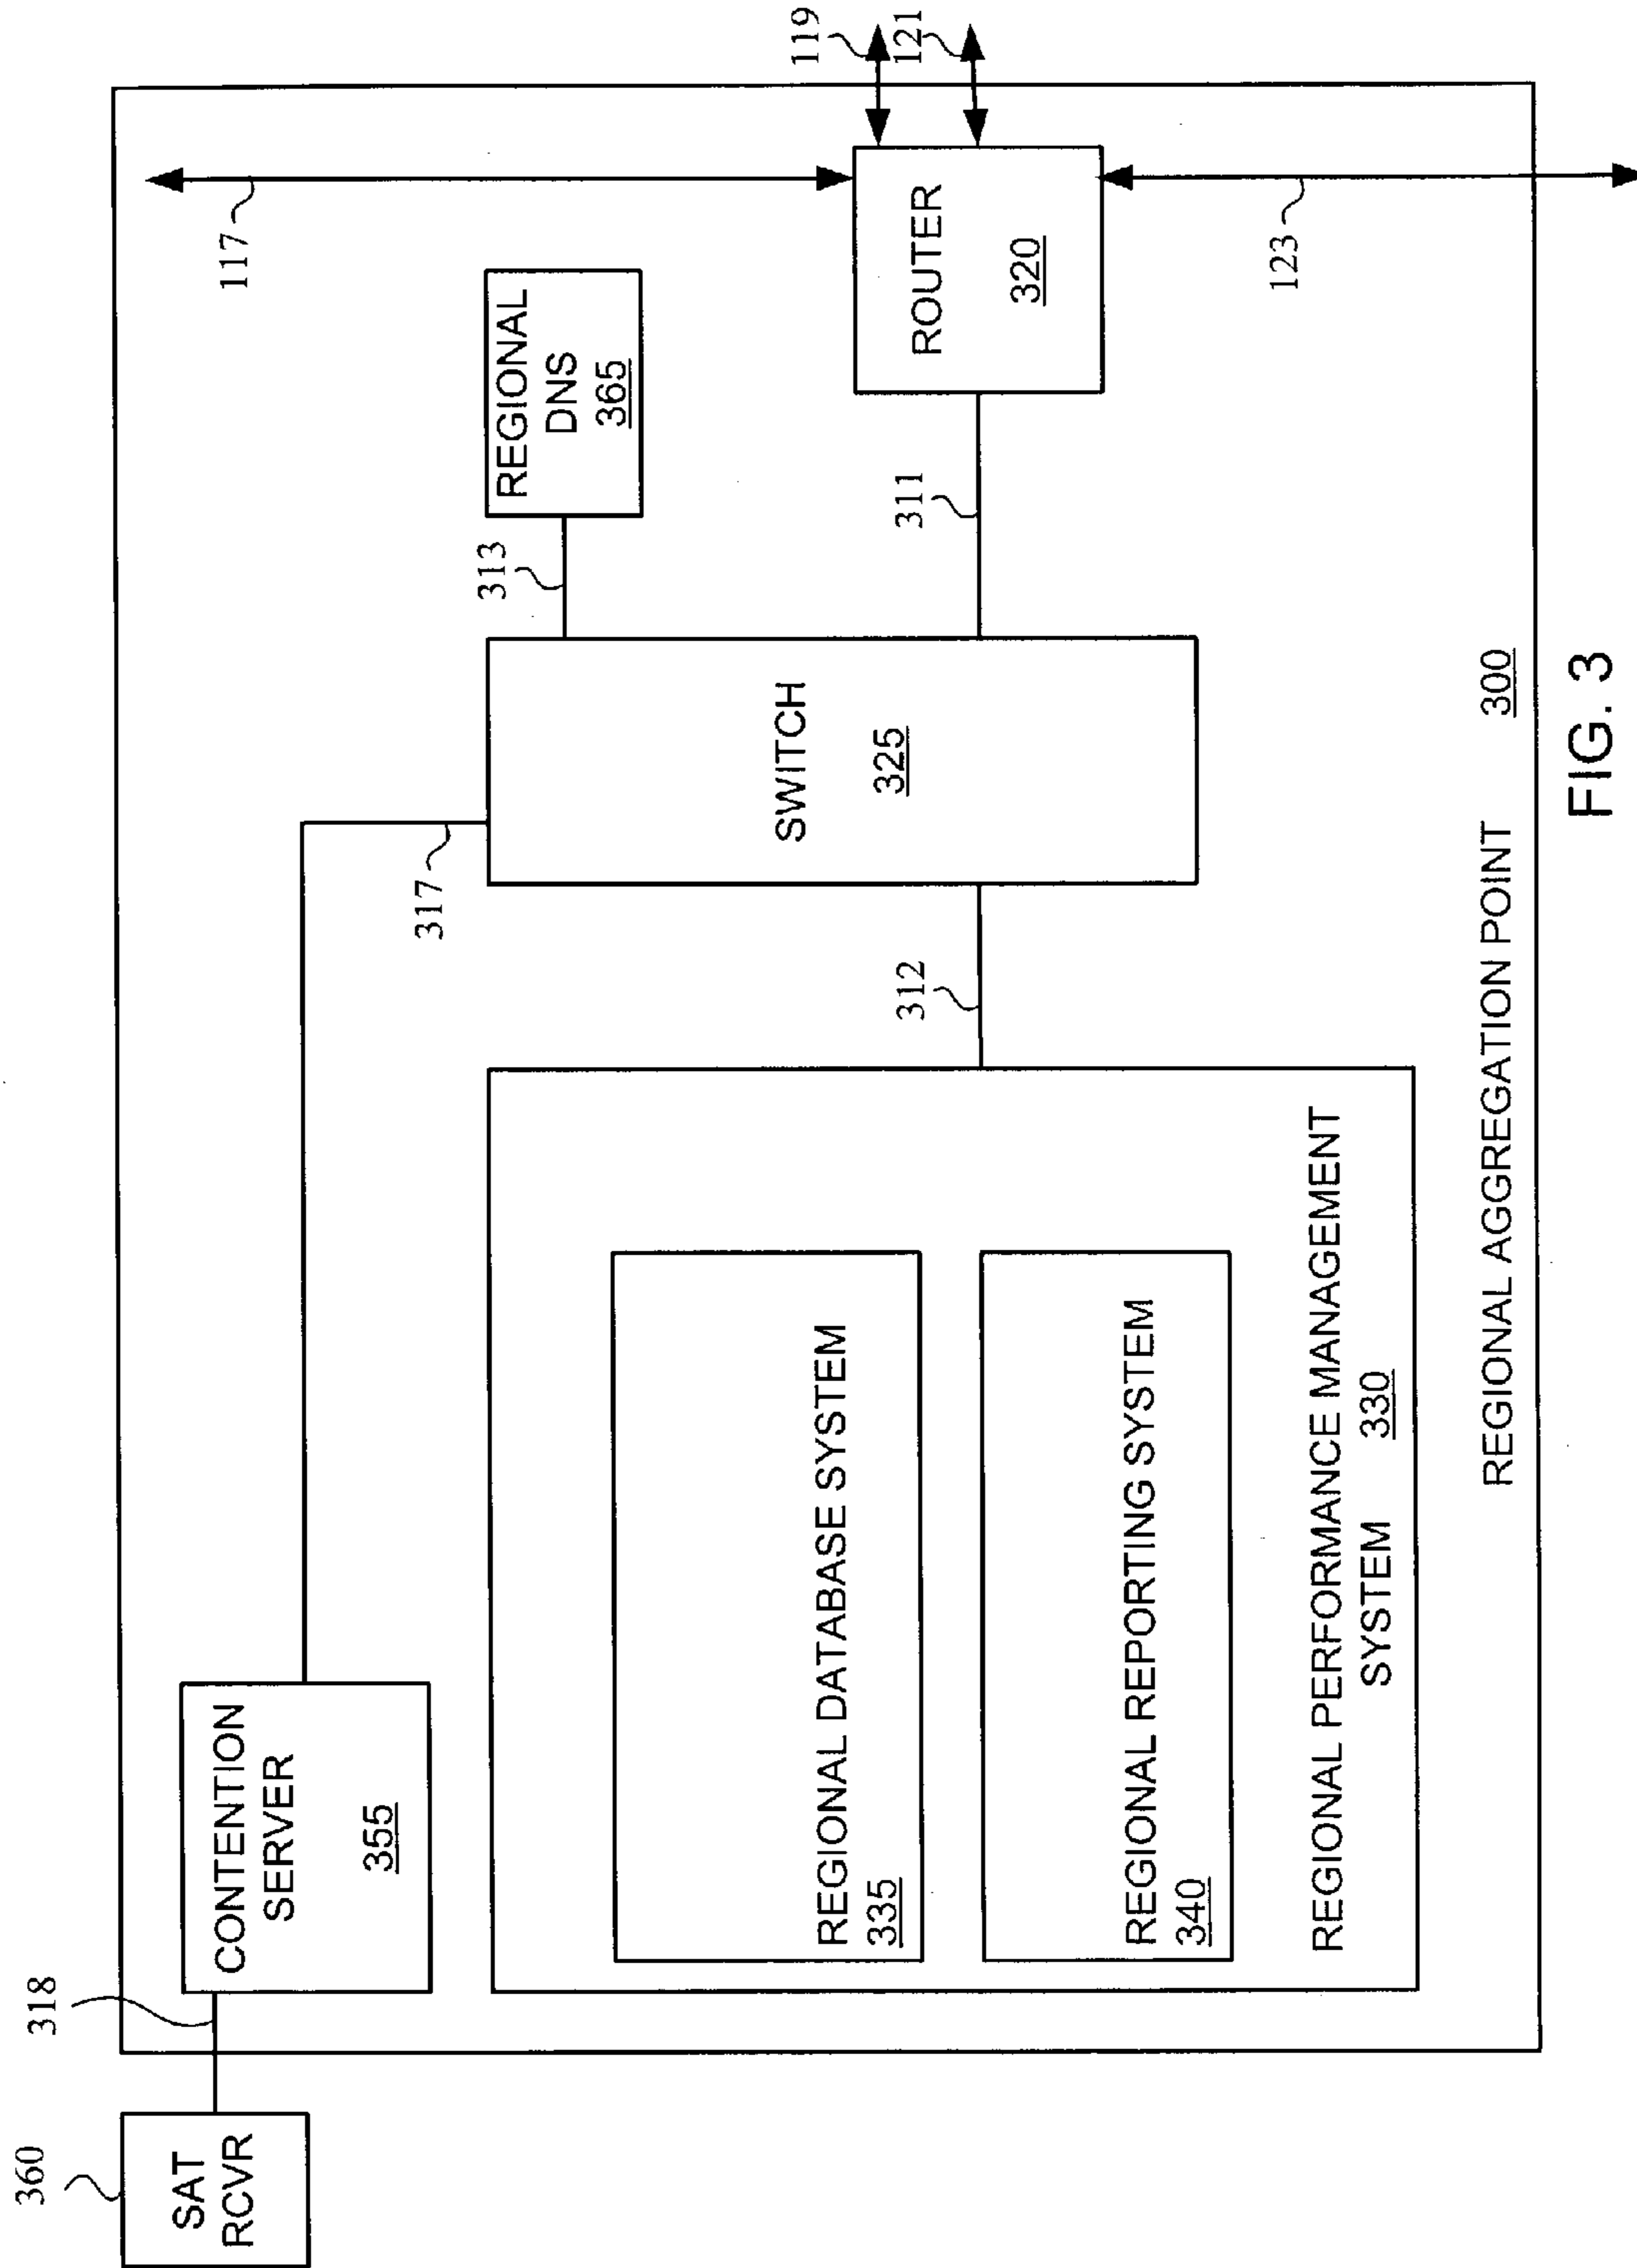 360
SAT
RCVR
318
CONTENTION
SERVER
355
317
117
REGIONAL
DNS
365
313
SWITCH
325
REGIONAL DATABASE SYSTEM
335
REGIONAL REPORTING SYSTEM
340
REGIONAL PERFORMANCE MANAGEMENT
SYSTEM 330
312
311
ROUTER
320
119
121
123
REGIONAL AGGREGATION POINT 300
FIG. 3